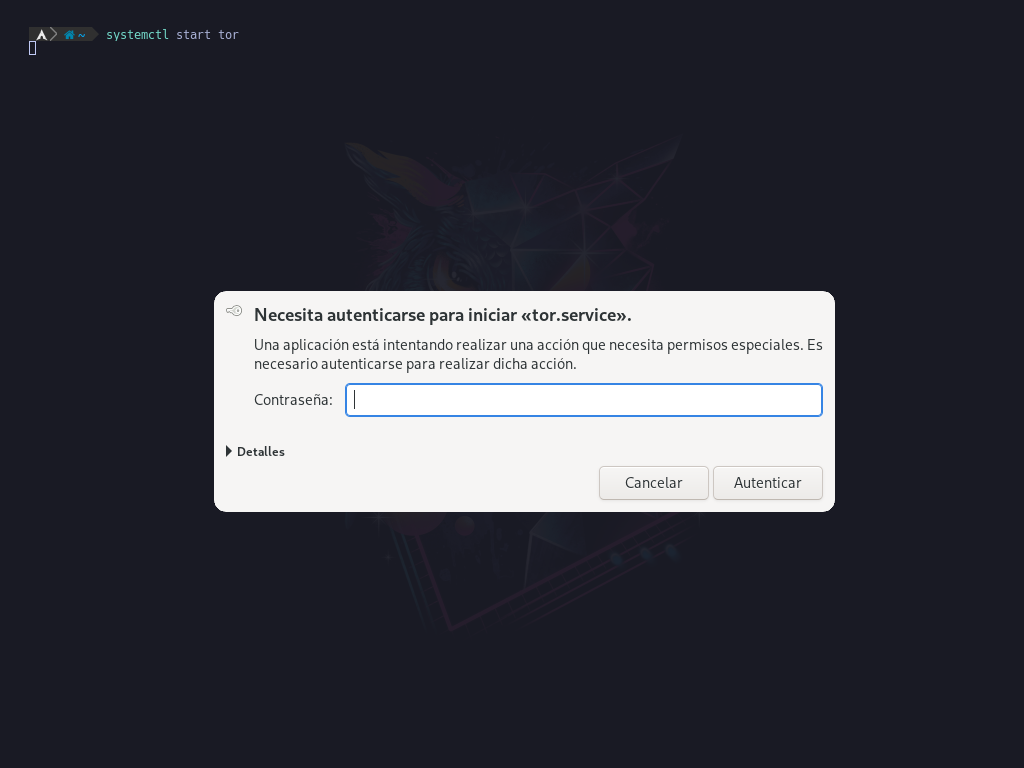 ~ systemctl start tor
Necesita autenticarse para iniciar «tor.service».
Una aplicación está intentando realizar una acción que necesita permisos especiales. Es
necesario autenticarse para realizar dicha acción.
Contraseña:
Detalles
Cancelar Autenticar